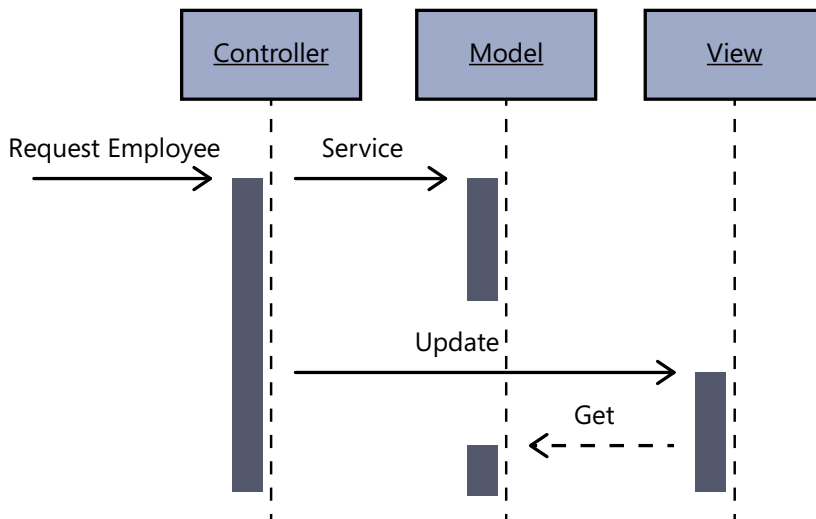 Controller
Model
View
Request Employee
Service
Update
Get